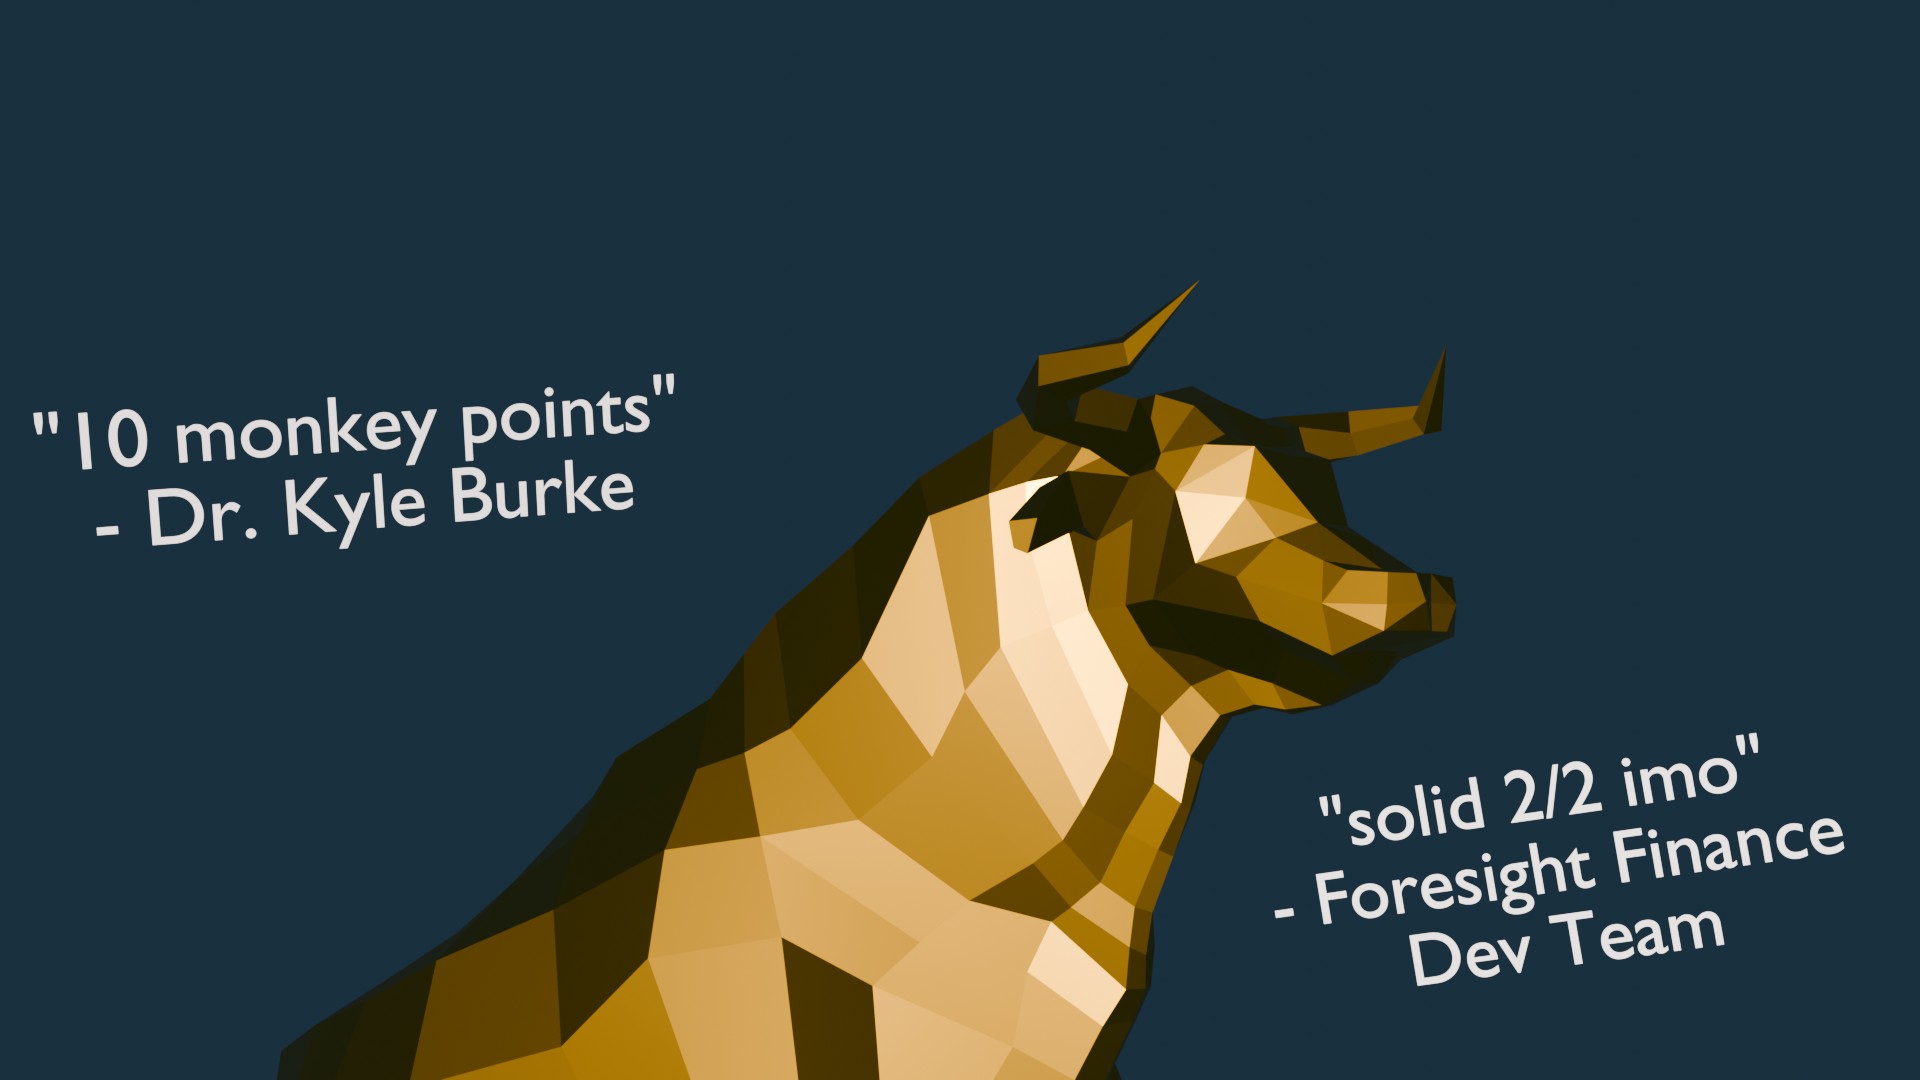 "10 monkey points"
- Dr. Kyle Burke
"solid 2/2 imo"
- Foresight Finance
Dev Team